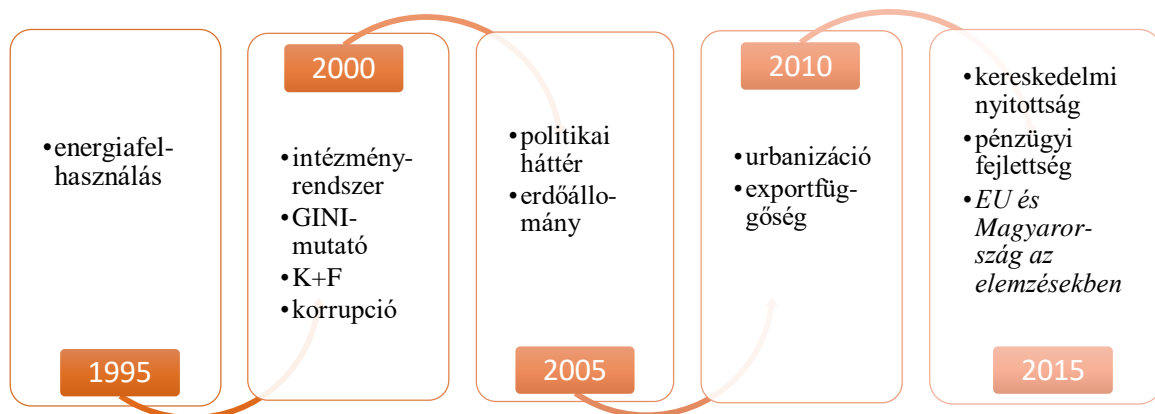 1995
• energiafel-
használás
2000
• intézmény-
rendszer
• GINI-
mutató
• K+F
• korrupció
2005
• politikai
háttér
• erdőállo-
mány
2010
• urbanizáció
• exportfüg-
gőség
2015
• kereskedelmi
nyitottság
• pénzügyi
fejlettség
• EU és
Magyaror-
szág az
elemzésekben